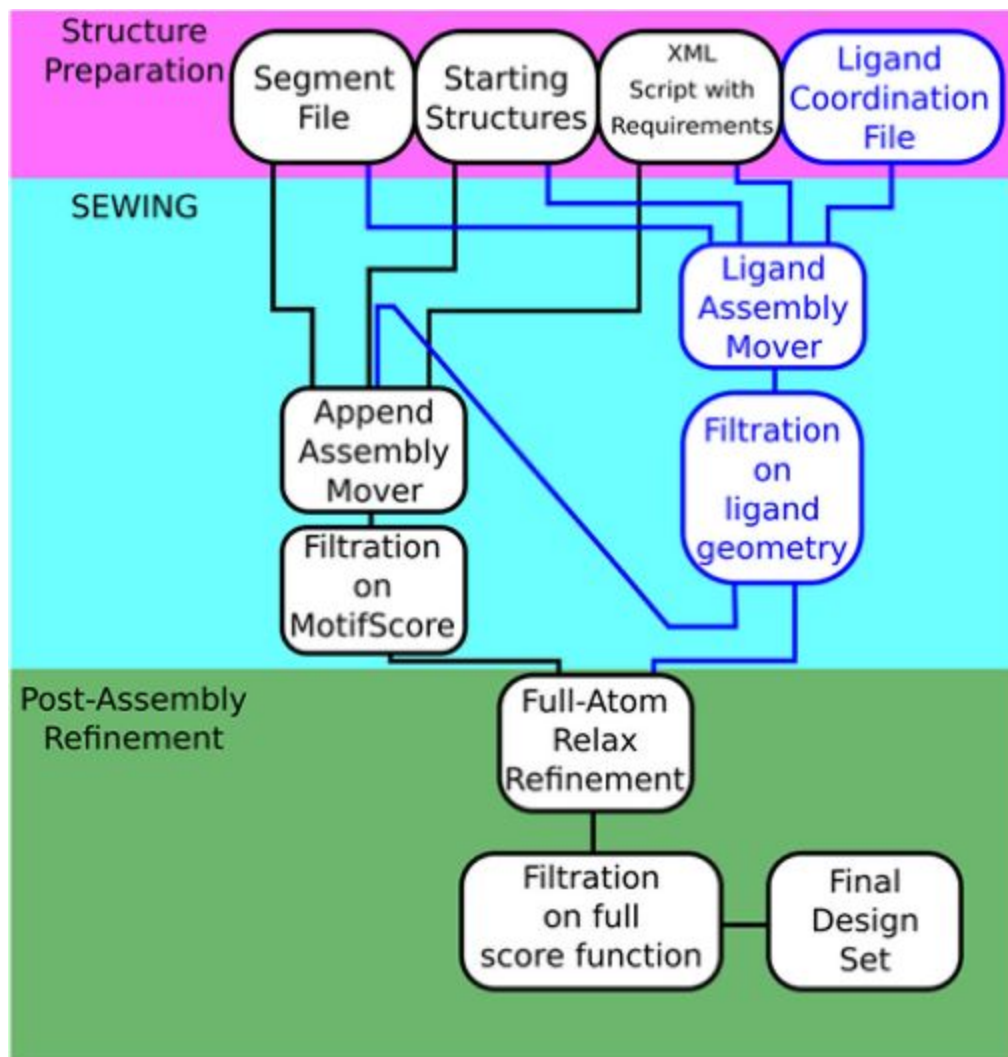 Structure
Preparation
Segment
File
Starting
Structures
XML
Script with
Requirements
Ligand
Coordination
File
SEWING
Ligand
Assembly
Mover
Append
Assembly
Mover
Filtration
on
ligand
geometry
Filtration
on
MotifScore
Post-Assembly
Refinement
Full-Atom
Relax
Refinement
Filtration
on full
score function
Final
Design
Set